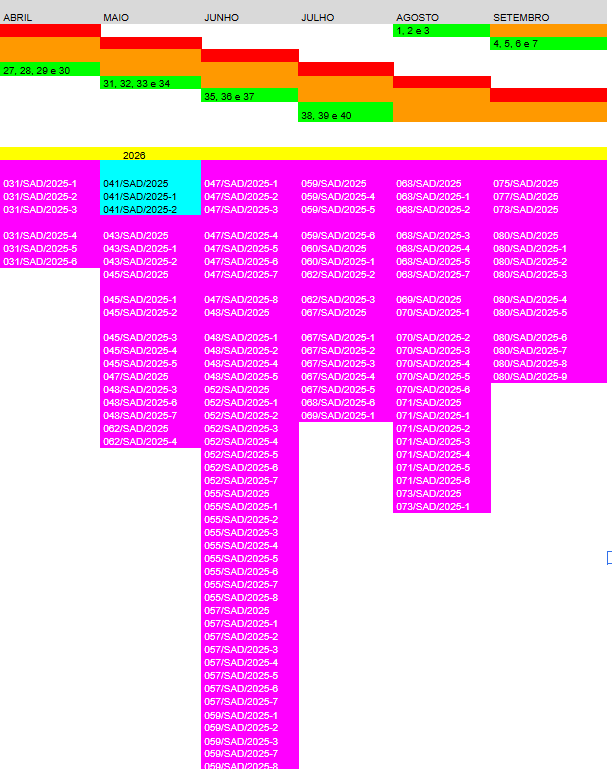 ABRIL MAIO JUNHO JULHO AGOSTO SETEMBRO
1, 2 e 3
4, 5, 6 e 7
27, 28, 29 e 30
31, 32, 33 e 34
35, 36 e 37
38, 39 e 40
2026
031/SAD/2025-1 041/SAD/2025 047/SAD/2025-1 059/SAD/2025 068/SAD/2025 075/SAD/2025
031/SAD/2025-2 041/SAD/2025-1 047/SAD/2025-2 059/SAD/2025-4 068/SAD/2025-1 077/SAD/2025
031/SAD/2025-3 041/SAD/2025-2 047/SAD/2025-3 059/SAD/2025-5 068/SAD/2025-2 078/SAD/2025
031/SAD/2025-4 043/SAD/2025 047/SAD/2025-4 059/SAD/2025-6 068/SAD/2025-3 080/SAD/2025
031/SAD/2025-5 043/SAD/2025-1 047/SAD/2025-5 060/SAD/2025 068/SAD/2025-4 080/SAD/2025-1
031/SAD/2025-6 043/SAD/2025-2 047/SAD/2025-6 060/SAD/2025-1 068/SAD/2025-5 080/SAD/2025-2
045/SAD/2025 047/SAD/2025-7 062/SAD/2025-2 068/SAD/2025-7 080/SAD/2025-3
045/SAD/2025-1 047/SAD/2025-8 062/SAD/2025-3 069/SAD/2025 080/SAD/2025-4
045/SAD/2025-2 048/SAD/2025 067/SAD/2025 070/SAD/2025-1 080/SAD/2025-5
045/SAD/2025-3 048/SAD/2025-1 067/SAD/2025-1 070/SAD/2025-2 080/SAD/2025-6
045/SAD/2025-4 048/SAD/2025-2 067/SAD/2025-2 070/SAD/2025-3 080/SAD/2025-7
045/SAD/2025-5 048/SAD/2025-4 067/SAD/2025-3 070/SAD/2025-4 080/SAD/2025-8
047/SAD/2025 048/SAD/2025-5 067/SAD/2025-4 070/SAD/2025-5 080/SAD/2025-9
048/SAD/2025-3 052/SAD/2025 067/SAD/2025-5 070/SAD/2025-6
048/SAD/2025-6 052/SAD/2025-1 068/SAD/2025-6 071/SAD/2025
048/SAD/2025-7 052/SAD/2025-2 069/SAD/2025-1 071/SAD/2025-1
062/SAD/2025 052/SAD/2025-3 071/SAD/2025-2
062/SAD/2025-4 052/SAD/2025-4 071/SAD/2025-3
052/SAD/2025-5 071/SAD/2025-4
052/SAD/2025-6 071/SAD/2025-5
052/SAD/2025-7 071/SAD/2025-6
055/SAD/2025 073/SAD/2025
055/SAD/2025-1 073/SAD/2025-1
055/SAD/2025-2
055/SAD/2025-3
055/SAD/2025-4
055/SAD/2025-5
055/SAD/2025-6
055/SAD/2025-7
055/SAD/2025-8
057/SAD/2025
057/SAD/2025-1
057/SAD/2025-2
057/SAD/2025-3
057/SAD/2025-4
057/SAD/2025-5
057/SAD/2025-6
057/SAD/2025-7
059/SAD/2025-1
059/SAD/2025-2
059/SAD/2025-3
059/SAD/2025-7
059/SAD/2025-8